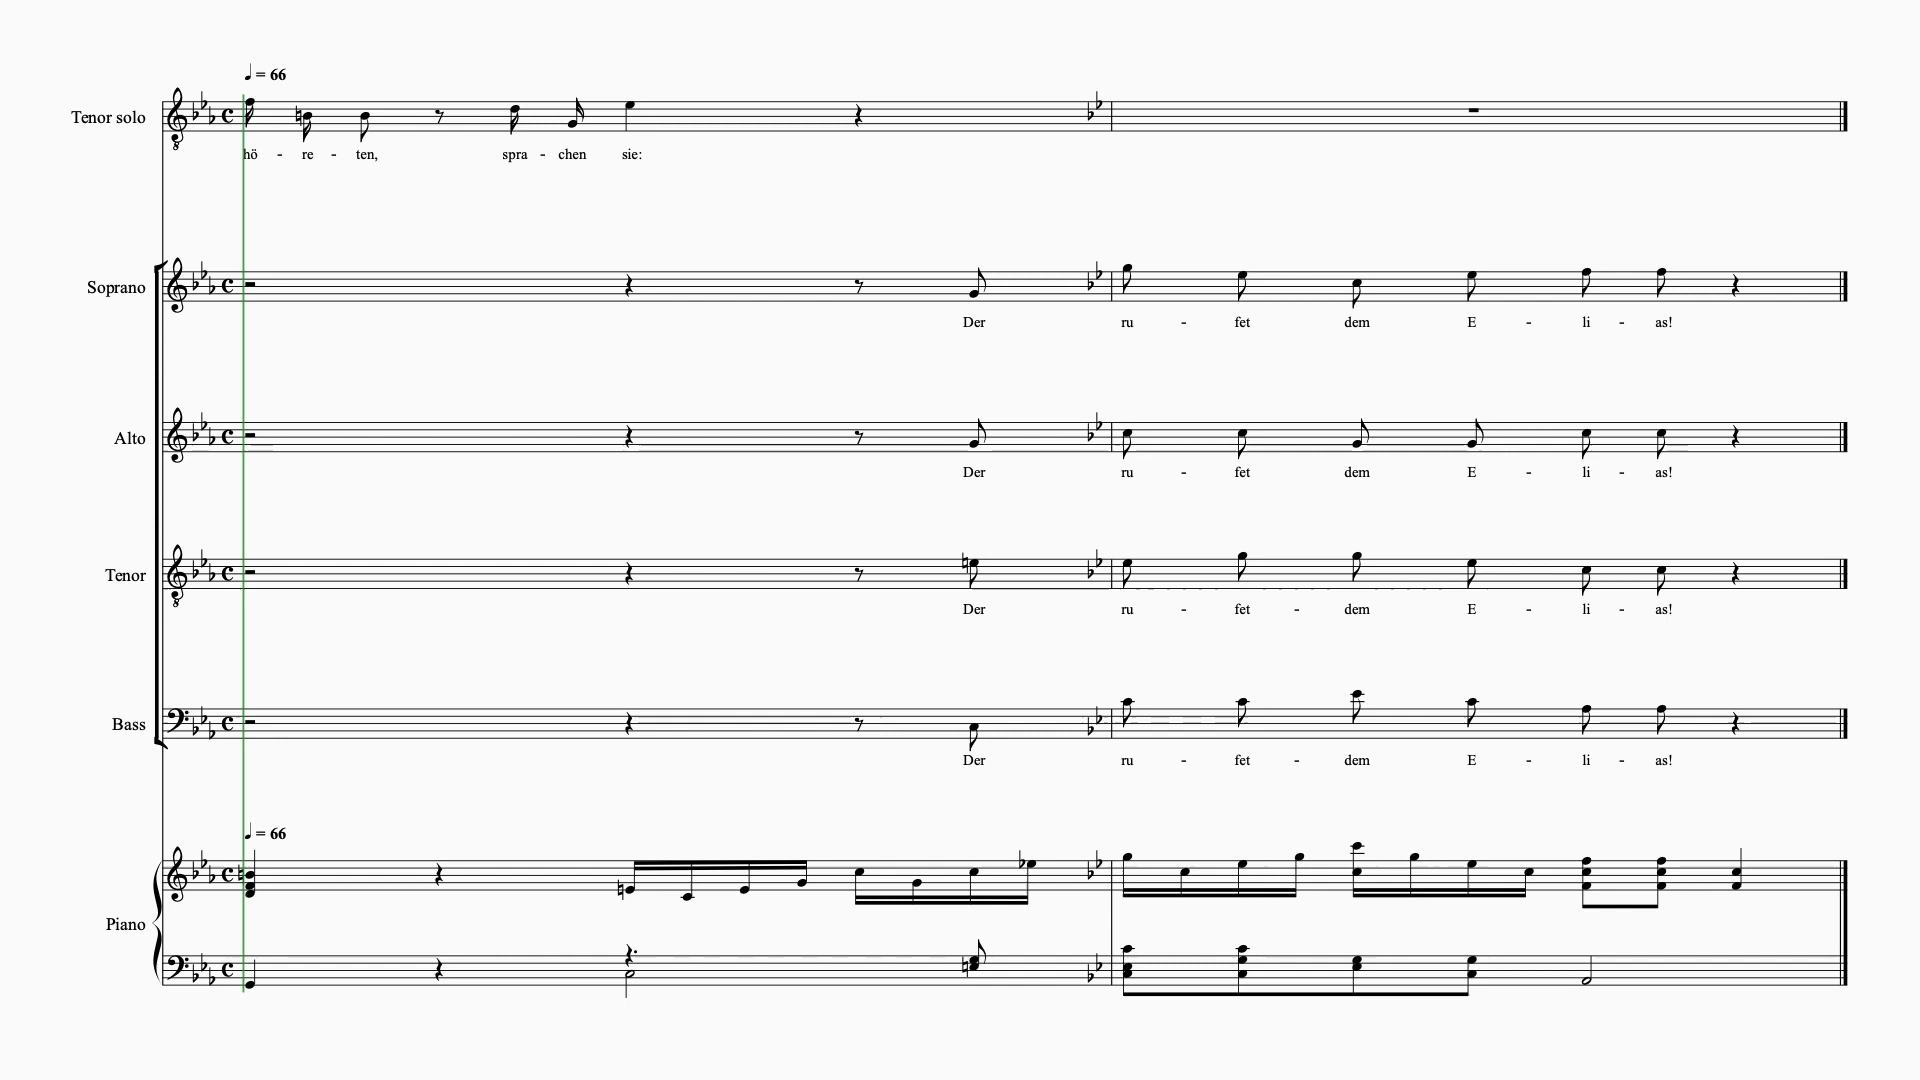 ♩ = 66
Tenor solo
hö - re - ten, spra - chen sie:
Soprano
Der ru - fet dem E - li - as!
Alto
Der ru - fet dem E - li - as!
Tenor
Der ru - fet - dem E - li - as!
Bass
Der ru - fet - dem E - li - as!
♩ = 66
Piano